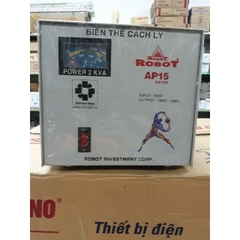 BIẾN THẾ CÁCH LY
POWER 2 KVA
ROBOT
AP15
INPUT: 220V
OUTPUT: 100V - 120V
ROBOT INVESTMENT CORP.
NO
Thiết bị điện